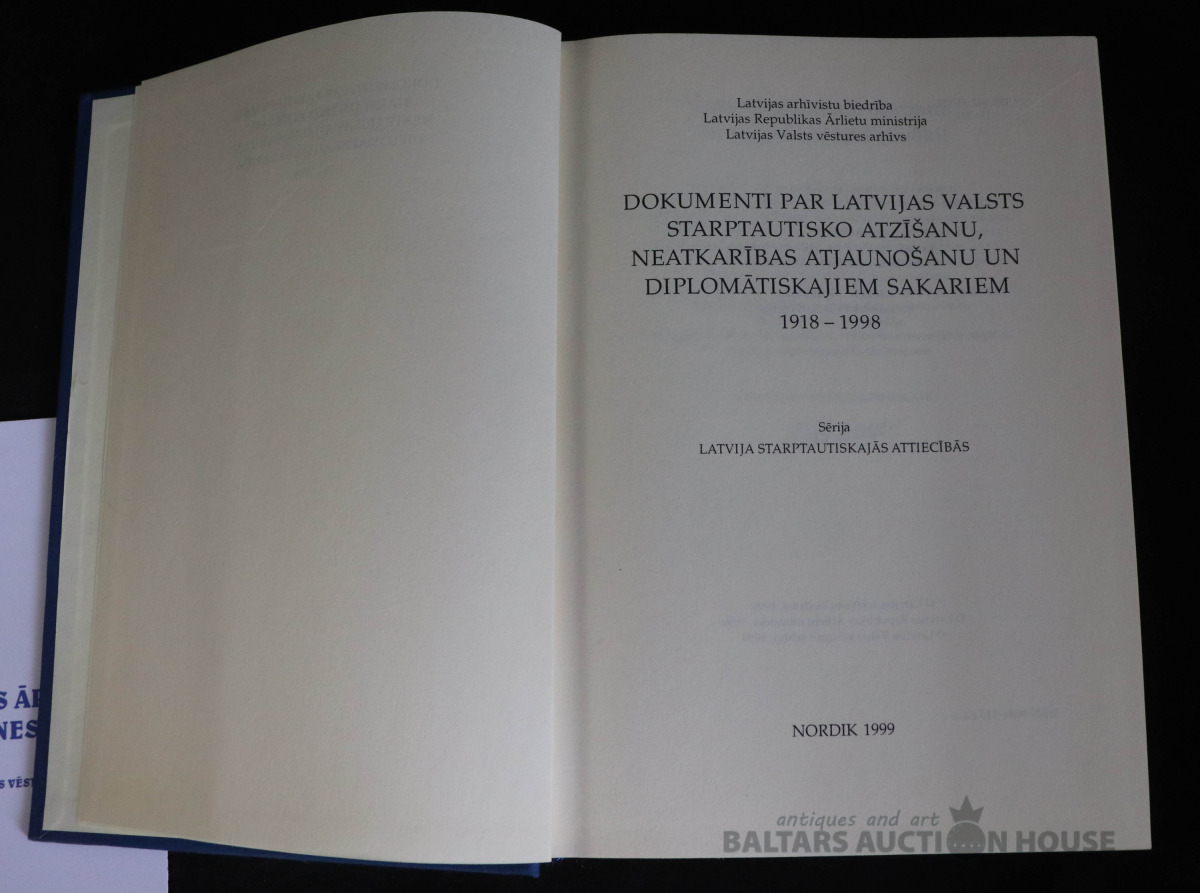 Latvijas arhīvistu biedrība
Latvijas Republikas Ārlietu ministrija
Latvijas Valsts vēstures arhīvs
DOKUMENTI PAR LATVIJAS VALSTS
STARPTAUTISKO ATZĪŠANU,
NEATKARĪBAS ATJAUNOŠANU UN
DIPLOMĀTISKAJIEM SAKARIEM
1918 – 1998
Sērija
LATVIJA STARPTAUTISKAJĀS ATTIECĪBĀS
NORDIK 1999
antiques and art
BALTARS AUCTION HOUSE